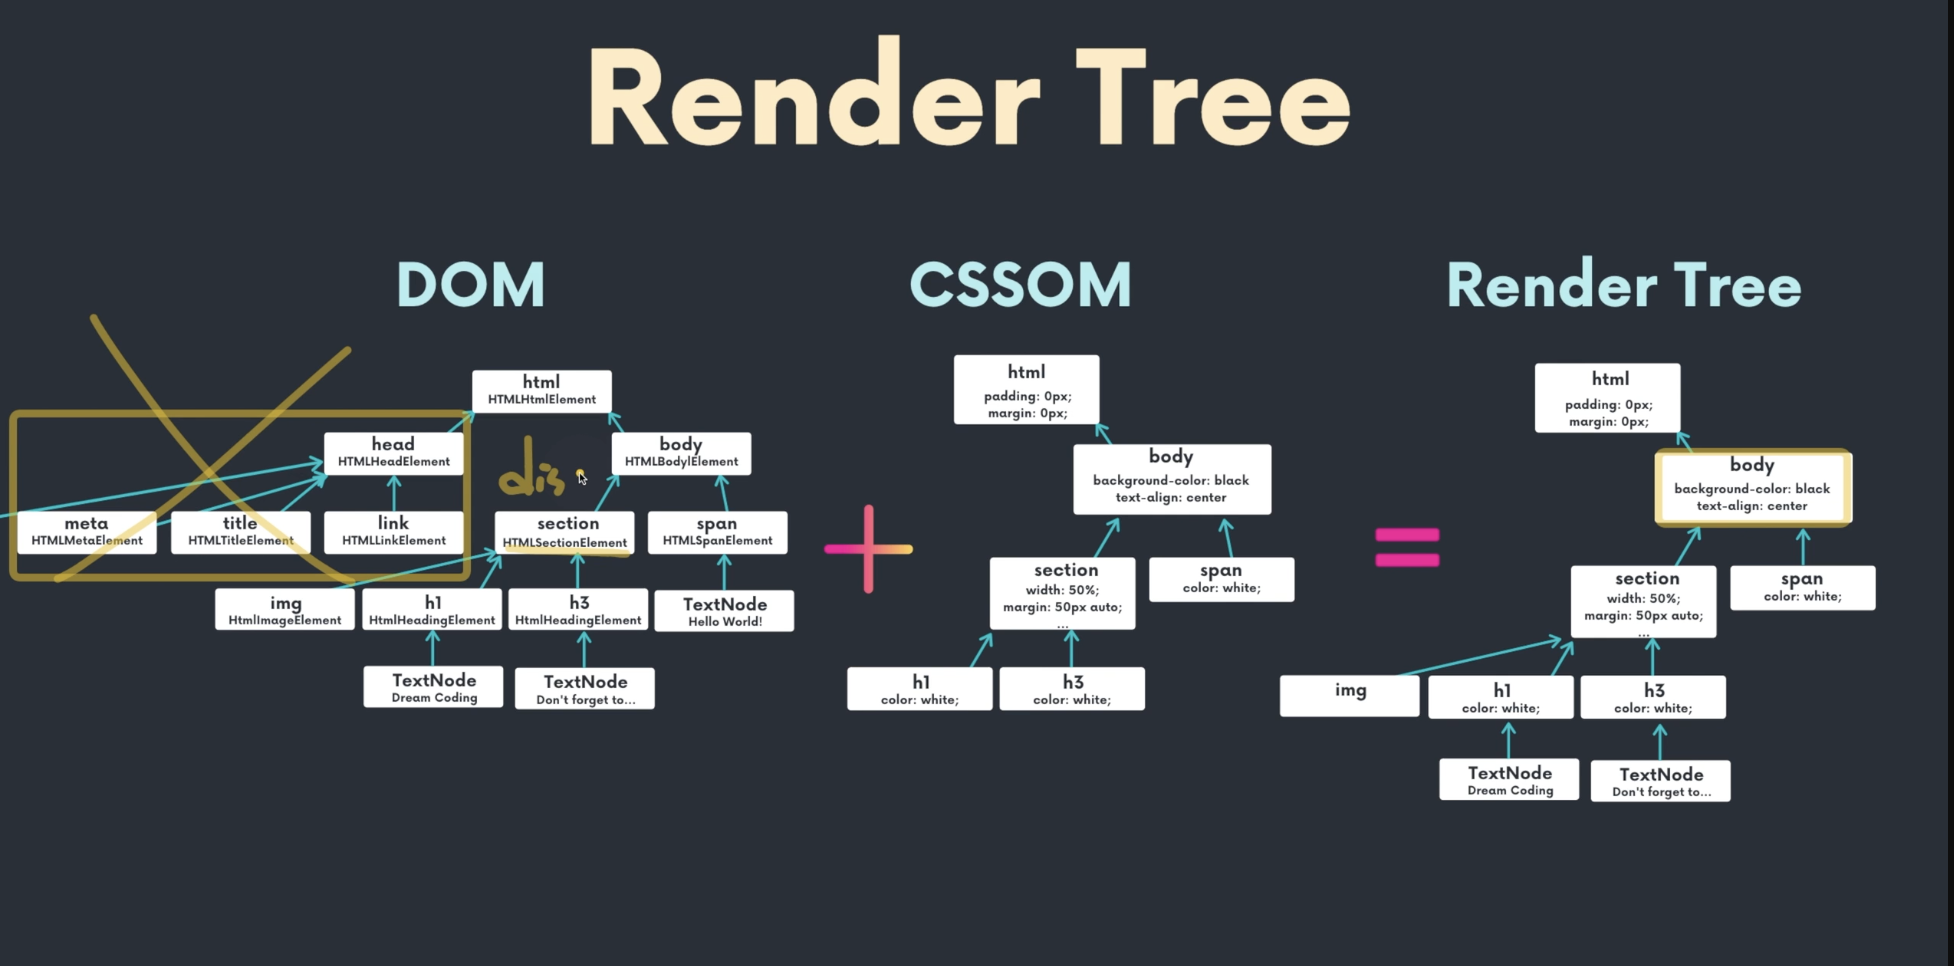 Render Tree
DOM
CSSOM
Render Tree
html
HTMLHtmlElement
head
HTMLHeadElement
dis
body
HTMLBodylElement
meta
HTMLMetaElement
title
HTMLTitleElement
link
HTMLLinkElement
section
HTMLSectionElement
span
HTMLSpanElement
img
HtmlImageElement
h1
HtmlHeadingElement
h3
HtmlHeadingElement
TextNode
Hello World!
TextNode
Dream Coding
TextNode
Don't forget to...
html
padding: 0px;
margin: 0px;
body
background-color: black
text-align: center
section
width: 50%;
margin: 50px auto;
...
span
color: white;
h1
color: white;
h3
color: white;
html
padding: 0px;
margin: 0px;
body
background-color: black
text-align: center
section
width: 50%;
margin: 50px auto;
...
span
color: white;
img
h1
color: white;
h3
color: white;
TextNode
Dream Coding
TextNode
Don't forget to...